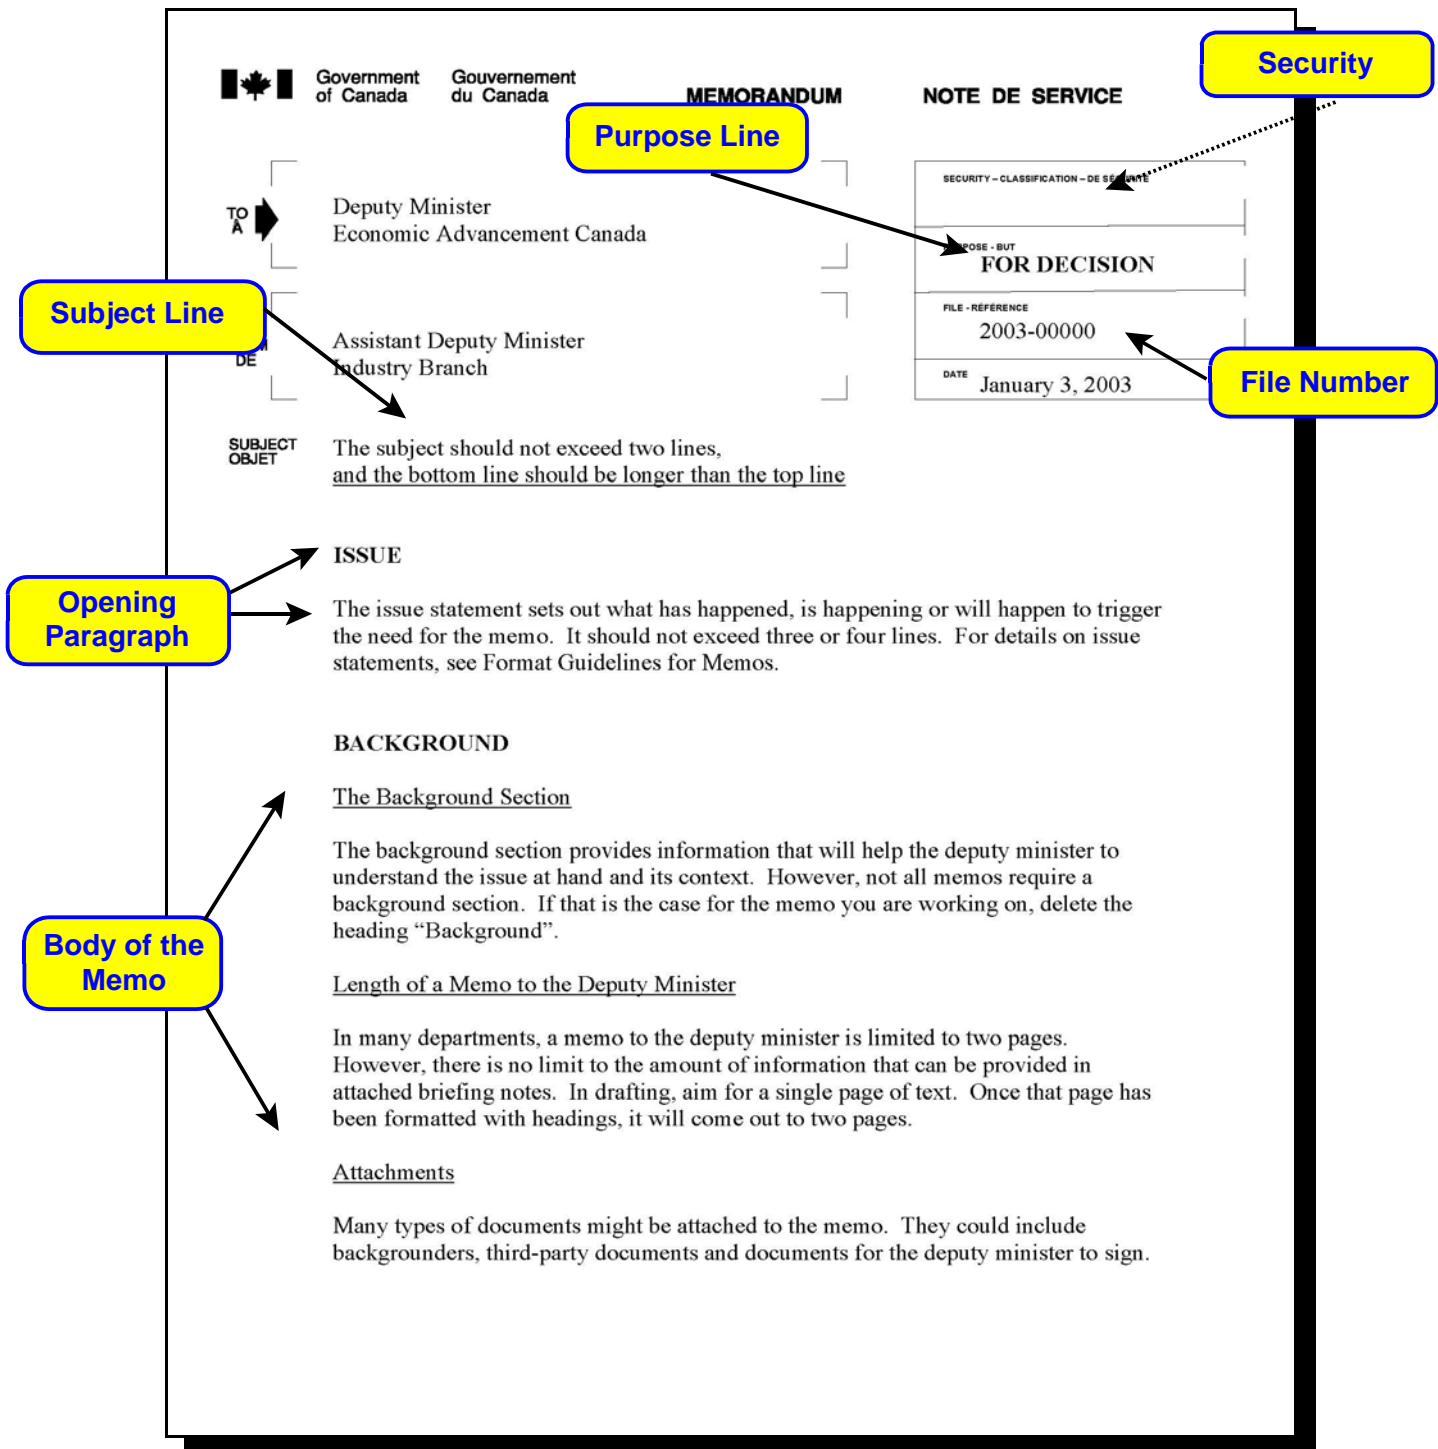 Government of Canada
Gouvernement du Canada
MEMORANDUM
NOTE DE SERVICE
Security
Purpose Line
SECURITY – CLASSIFICATION – DE
TO
À
Deputy Minister
Economic Advancement Canada
- BUT
FOR DECISION
Subject Line
FILE - RÉFÉRENCE
2003-00000
DE
Assistant Deputy Minister
Industry Branch
DATE
January 3, 2003
File Number
SUBJECT
OBJET
The subject should not exceed two lines,
and the bottom line should be longer than the top line
ISSUE
Opening
Paragraph
The issue statement sets out what has happened, is happening or will happen to trigger
the need for the memo. It should not exceed three or four lines. For details on issue
statements, see Format Guidelines for Memos.
BACKGROUND
The Background Section
The background section provides information that will help the deputy minister to
understand the issue at hand and its context. However, not all memos require a
background section. If that is the case for the memo you are working on, delete the
heading “Background”.
Body of the
Memo
Length of a Memo to the Deputy Minister
In many departments, a memo to the deputy minister is limited to two pages.
However, there is no limit to the amount of information that can be provided in
attached briefing notes. In drafting, aim for a single page of text. Once that page has
been formatted with headings, it will come out to two pages.
Attachments
Many types of documents might be attached to the memo. They could include
backgrounders, third-party documents and documents for the deputy minister to sign.